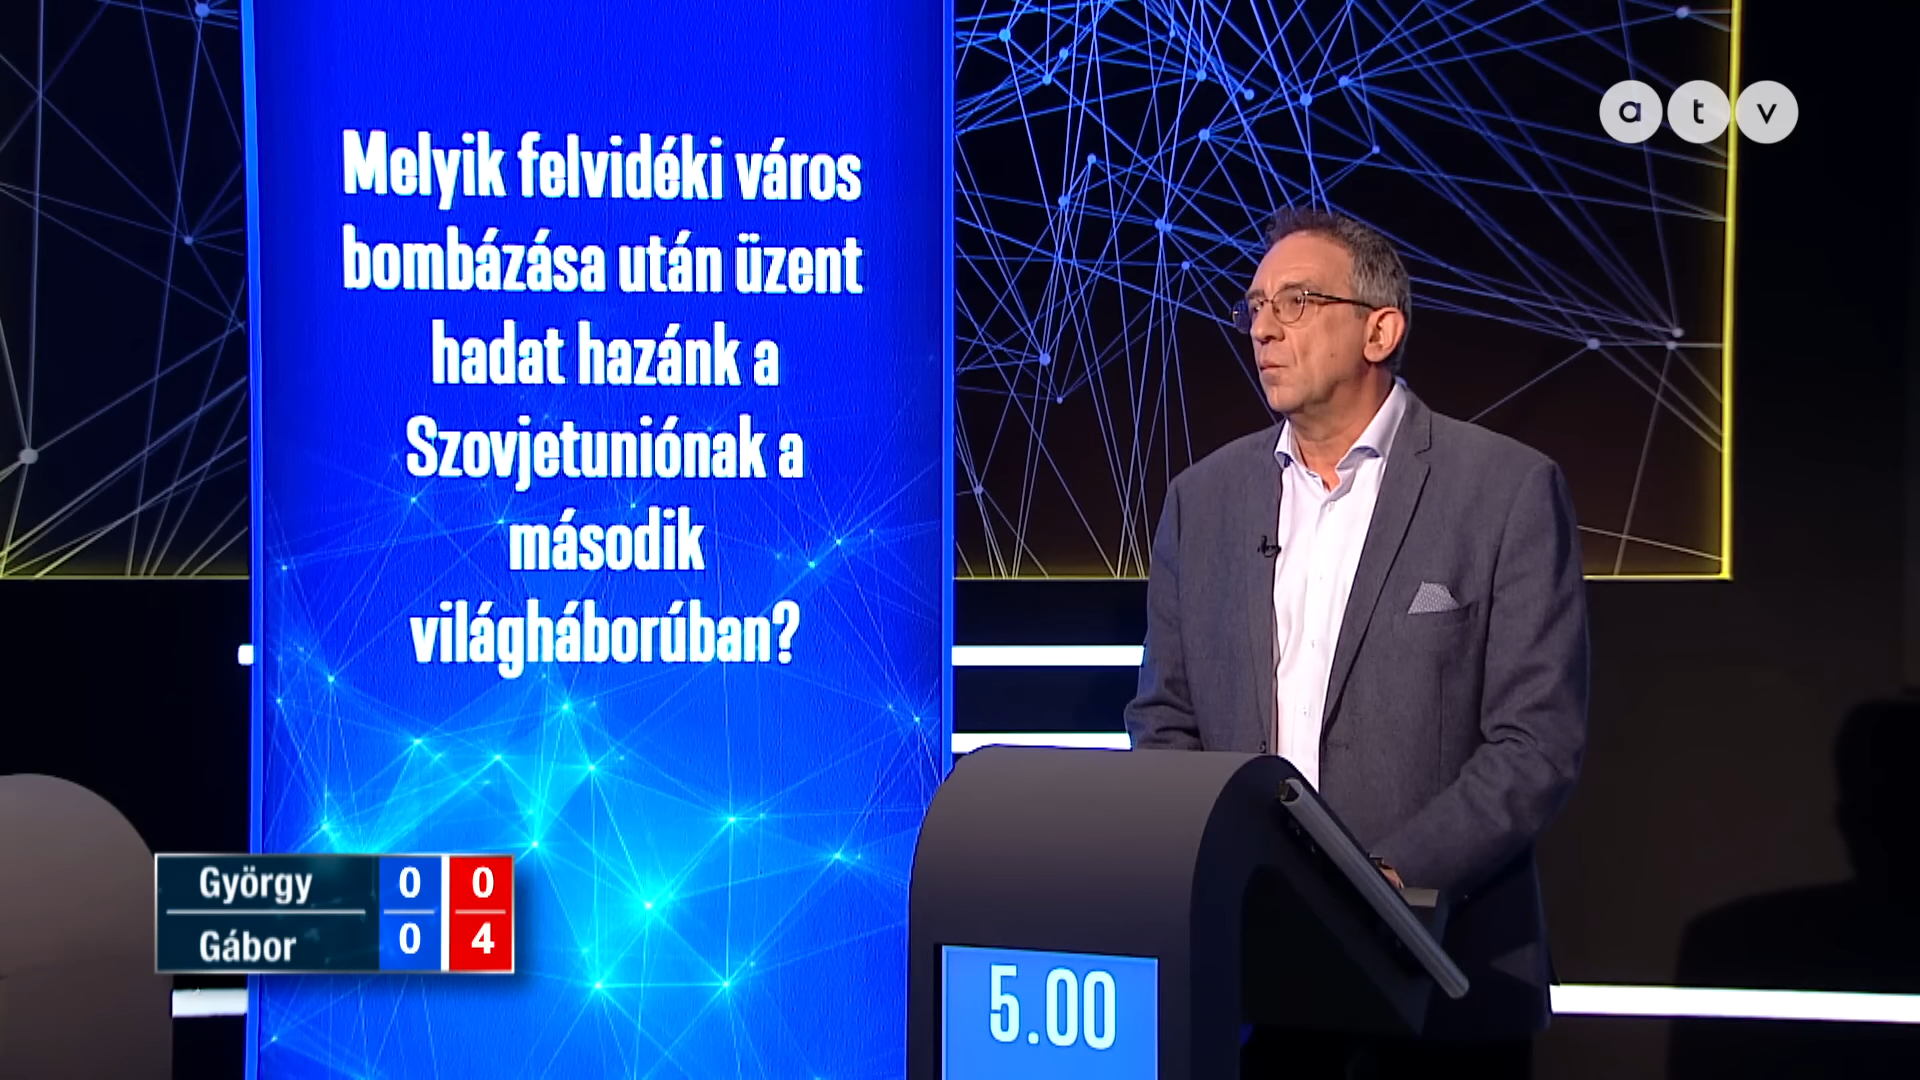 atv
Melyik felvidéki város
bombázása után üzent
hadat hazánk a
Szovjetuniónak a
második
világháborúban?
György 0 0
Gábor 0 4
5.00